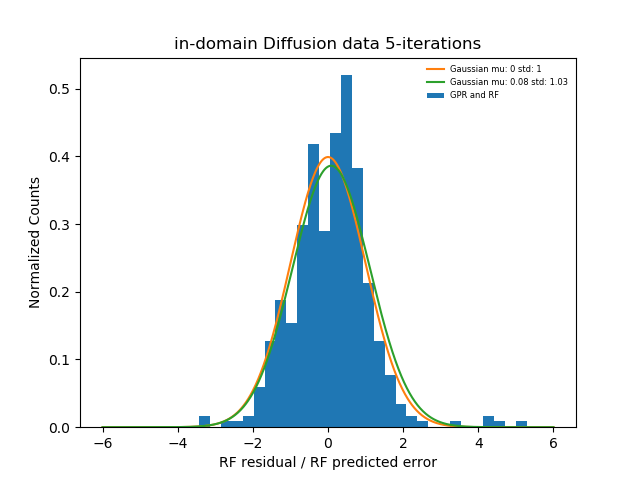 in-domain Diffusion data 5-iterations
Gaussian mu: 0 std: 1
Gaussian mu: 0.08 std: 1.03
GPR and RF
Normalized Counts
0.5
0.4
0.3
0.2
0.1
0.0
−6 −4 −2 0 2 4 6
RF residual / RF predicted error